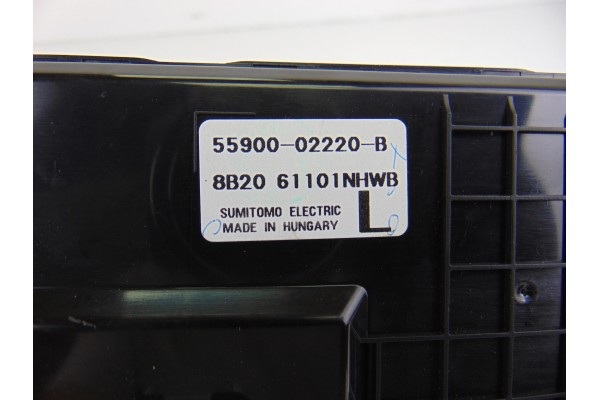 55900-02220-B
8B20 61101NHWB
SUMITOMO ELECTRIC
MADE IN HUNGARY
L